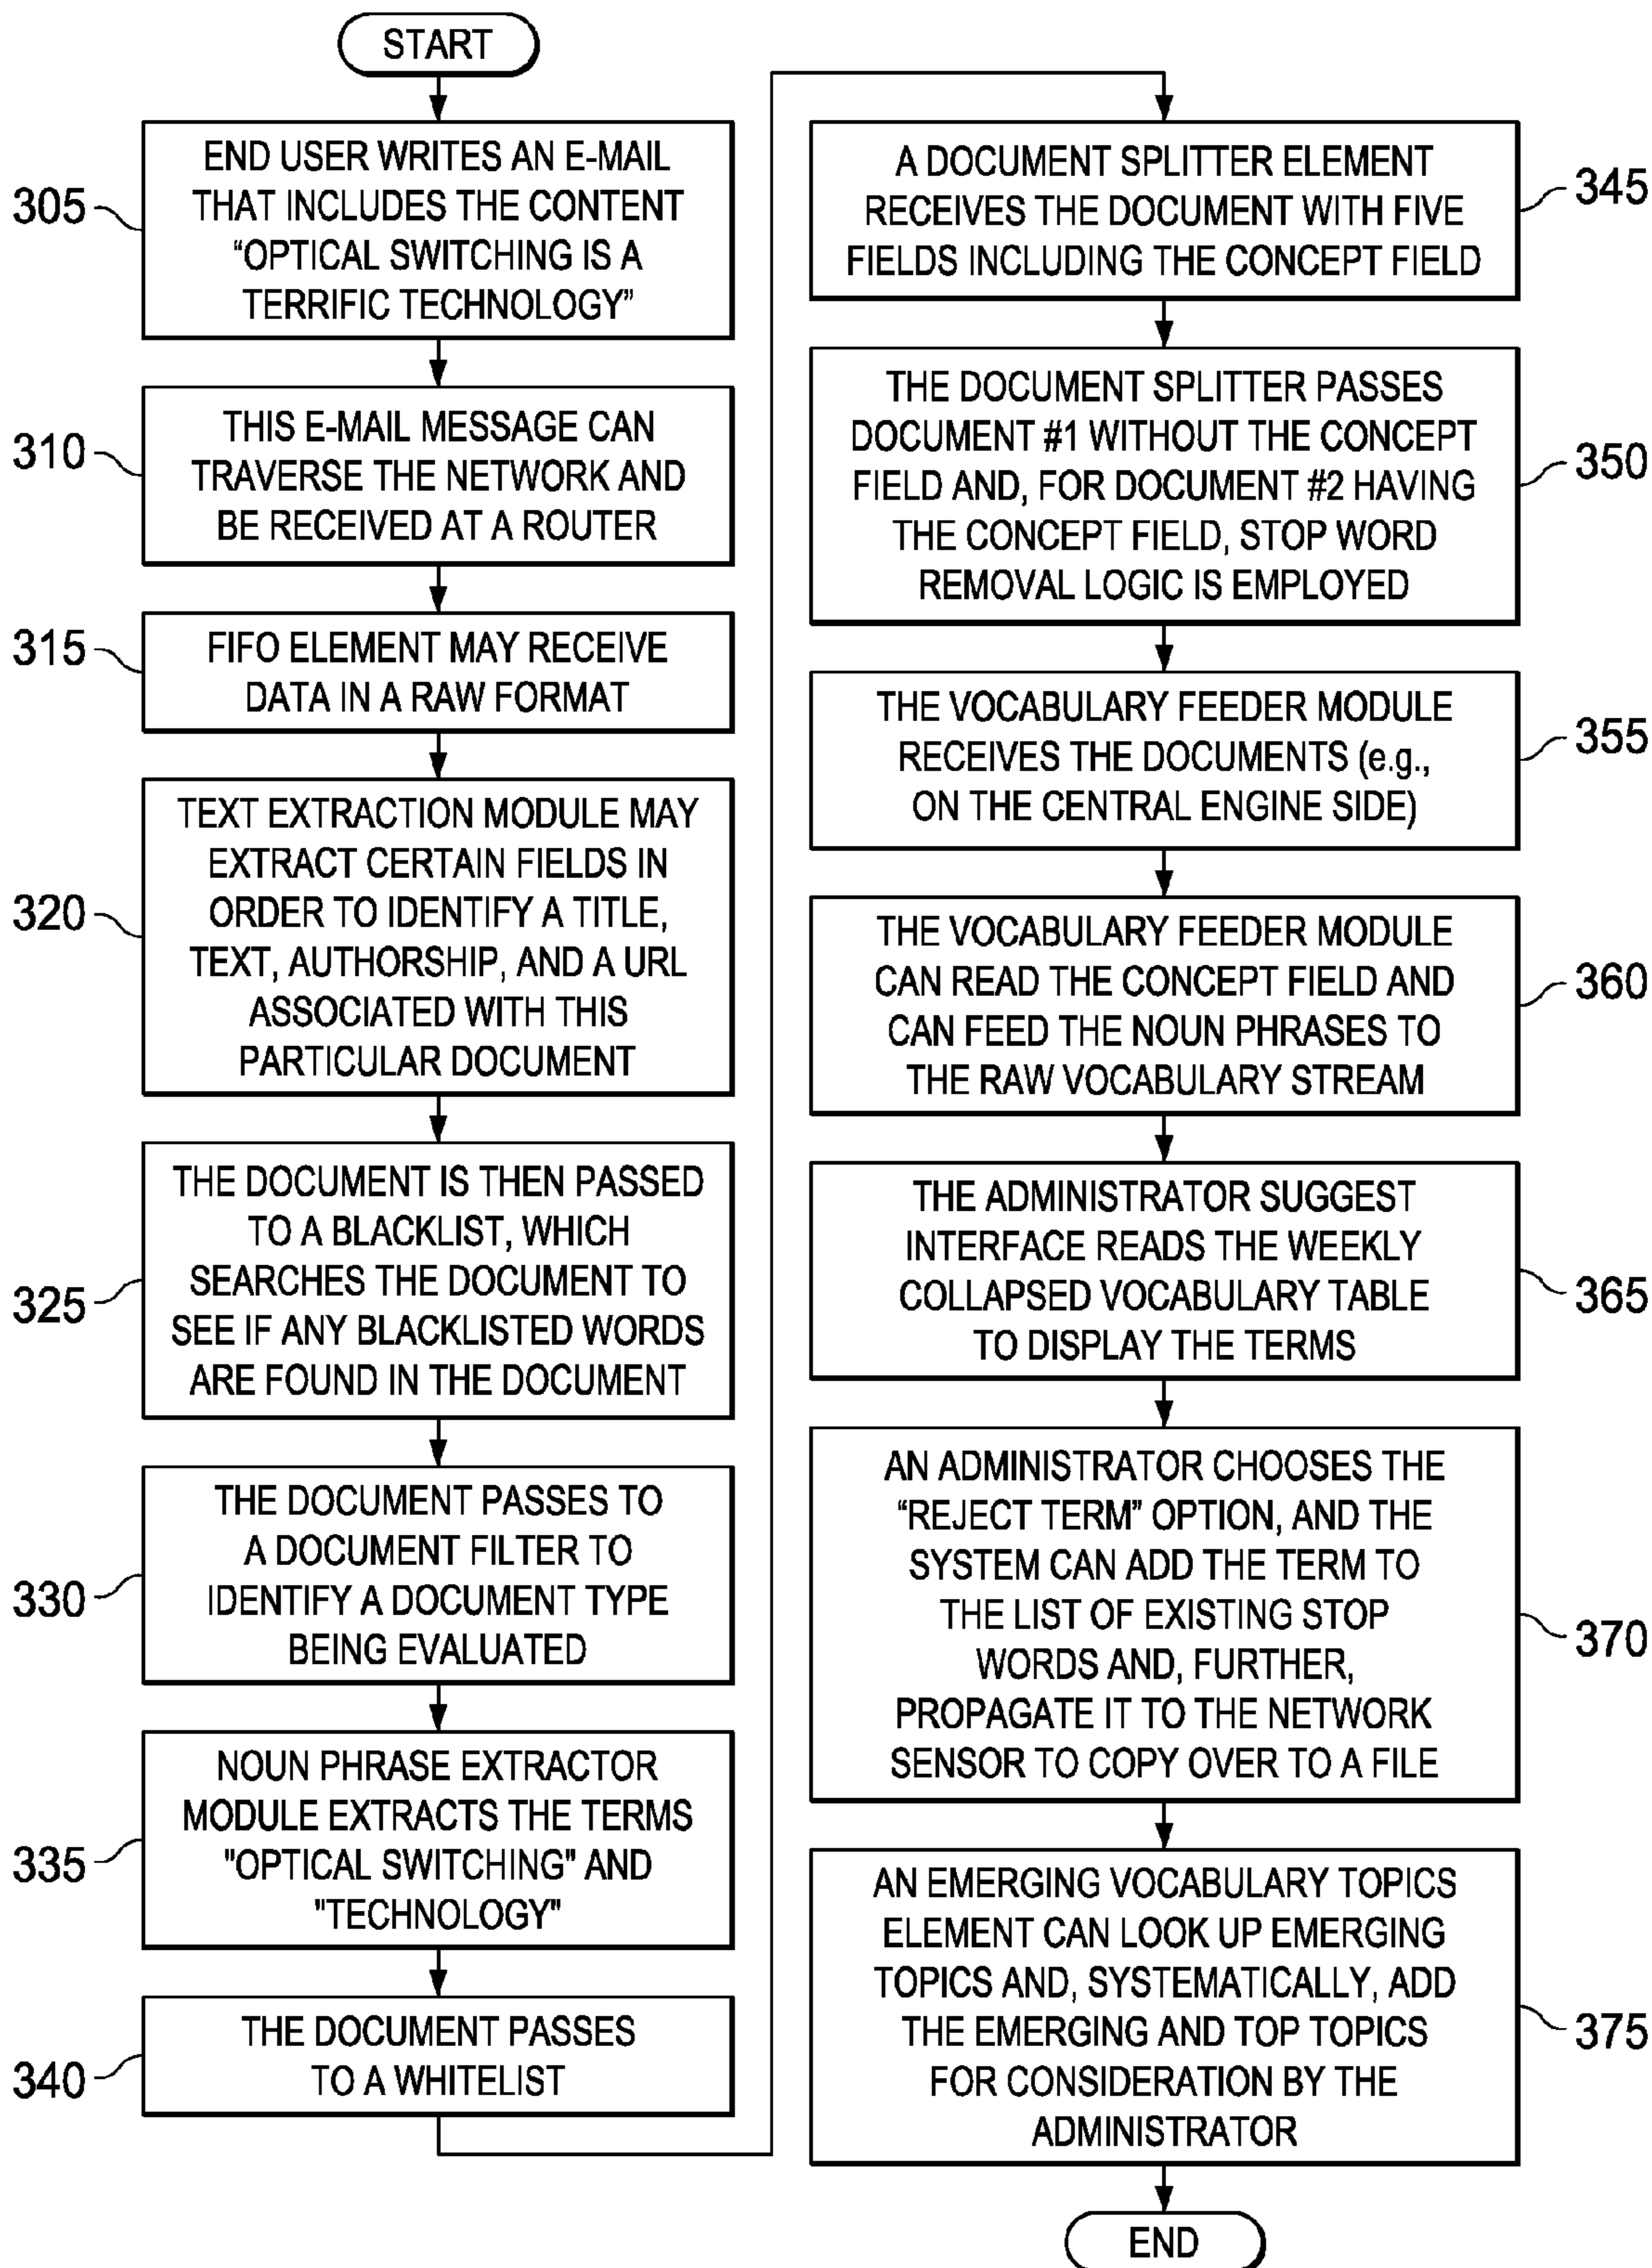 START
305
END USER WRITES AN E-MAIL
THAT INCLUDES THE CONTENT
“OPTICAL SWITCHING IS A
TERRIFIC TECHNOLOGY”
310
THIS E-MAIL MESSAGE CAN
TRAVERSE THE NETWORK AND
BE RECEIVED AT A ROUTER
315
FIFO ELEMENT MAY RECEIVE
DATA IN A RAW FORMAT
320
TEXT EXTRACTION MODULE MAY
EXTRACT CERTAIN FIELDS IN
ORDER TO IDENTIFY A TITLE,
TEXT, AUTHORSHIP, AND A URL
ASSOCIATED WITH THIS
PARTICULAR DOCUMENT
325
THE DOCUMENT IS THEN PASSED
TO A BLACKLIST, WHICH
SEARCHES THE DOCUMENT TO
SEE IF ANY BLACKLISTED WORDS
ARE FOUND IN THE DOCUMENT
330
THE DOCUMENT PASSES TO
A DOCUMENT FILTER TO
IDENTIFY A DOCUMENT TYPE
BEING EVALUATED
335
NOUN PHRASE EXTRACTOR
MODULE EXTRACTS THE TERMS
"OPTICAL SWITCHING" AND
"TECHNOLOGY"
340
THE DOCUMENT PASSES
TO A WHITELIST
345
A DOCUMENT SPLITTER ELEMENT
RECEIVES THE DOCUMENT WITH FIVE
FIELDS INCLUDING THE CONCEPT FIELD
350
THE DOCUMENT SPLITTER PASSES
DOCUMENT #1 WITHOUT THE CONCEPT
FIELD AND, FOR DOCUMENT #2 HAVING
THE CONCEPT FIELD, STOP WORD
REMOVAL LOGIC IS EMPLOYED
355
THE VOCABULARY FEEDER MODULE
RECEIVES THE DOCUMENTS (e.g.,
ON THE CENTRAL ENGINE SIDE)
360
THE VOCABULARY FEEDER MODULE
CAN READ THE CONCEPT FIELD AND
CAN FEED THE NOUN PHRASES TO
THE RAW VOCABULARY STREAM
365
THE ADMINISTRATOR SUGGEST
INTERFACE READS THE WEEKLY
COLLAPSED VOCABULARY TABLE
TO DISPLAY THE TERMS
370
AN ADMINISTRATOR CHOOSES THE
“REJECT TERM” OPTION, AND THE
SYSTEM CAN ADD THE TERM TO
THE LIST OF EXISTING STOP
WORDS AND, FURTHER,
PROPAGATE IT TO THE NETWORK
SENSOR TO COPY OVER TO A FILE
375
AN EMERGING VOCABULARY TOPICS
ELEMENT CAN LOOK UP EMERGING
TOPICS AND, SYSTEMATICALLY, ADD
THE EMERGING AND TOP TOPICS
FOR CONSIDERATION BY THE
ADMINISTRATOR
END